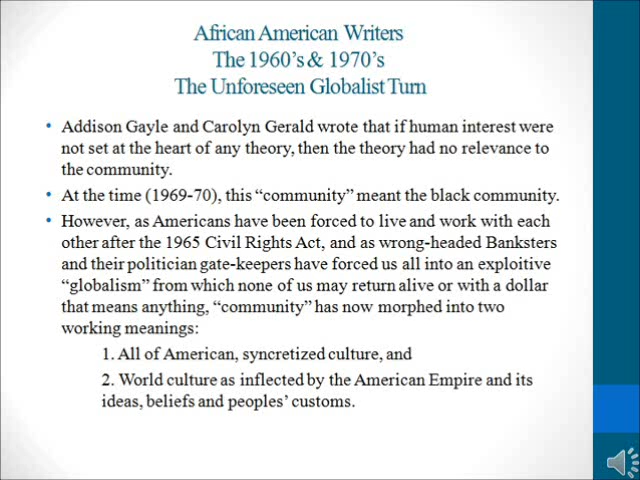 African American Writers
The 1960's & 1970's
The Unforeseen Globalist Turn
• Addison Gayle and Carolyn Gerald wrote that if human interest were
not set at the heart of any theory, then the theory had no relevance to
the community.
• At the time (1969-70), this “community” meant the black community.
• However, as Americans have been forced to live and work with each
other after the 1965 Civil Rights Act, and as wrong-headed Banksters
and their politician gate-keepers have forced us all into an exploitive
“globalism” from which none of us may return alive or with a dollar
that means anything, “community” has now morphed into two
working meanings:
1. All of American, syncretized culture, and
2. World culture as inflected by the American Empire and its
ideas, beliefs and peoples’ customs.